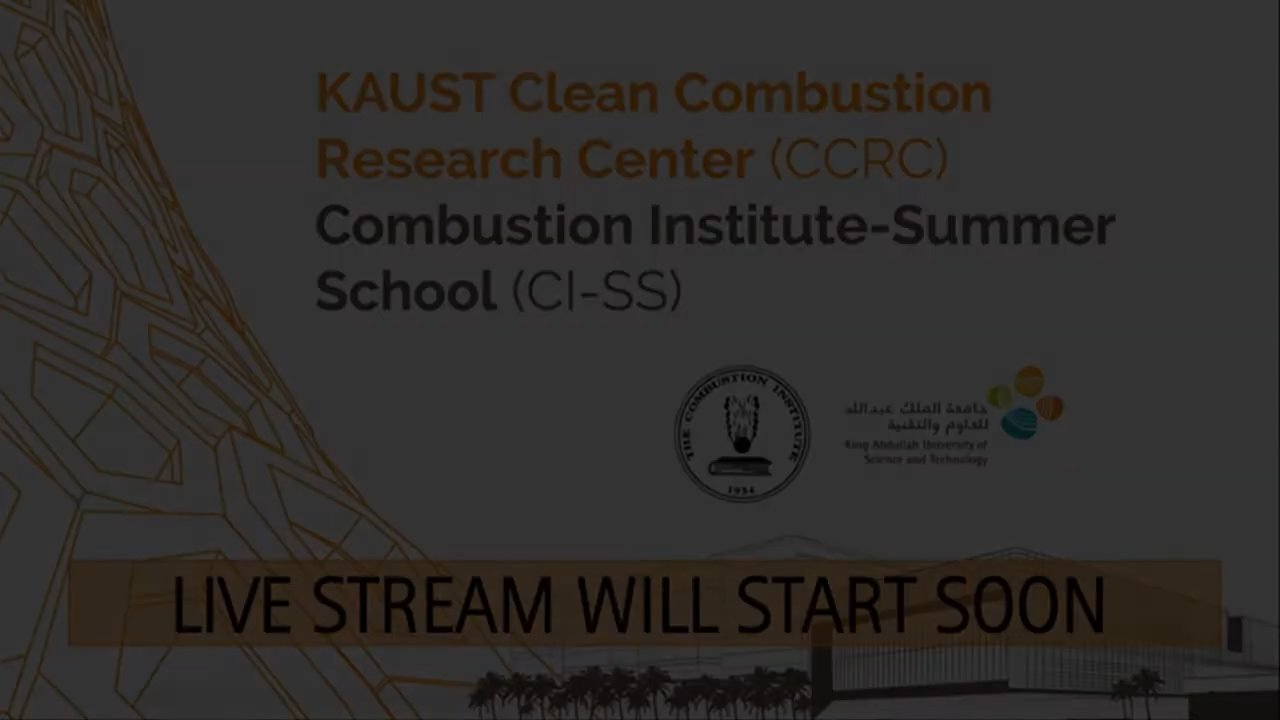 KAUST Clean Combustion
Research Center (CCRC)
Combustion Institute-Summer
School (CI-SS)
THE COMBUSTION INSTITUTE
1954
جامعة الملك عبدالله
للعلوم والتقنية
King Abdullah University of
Science and Technology
LIVE STREAM WILL START SOON